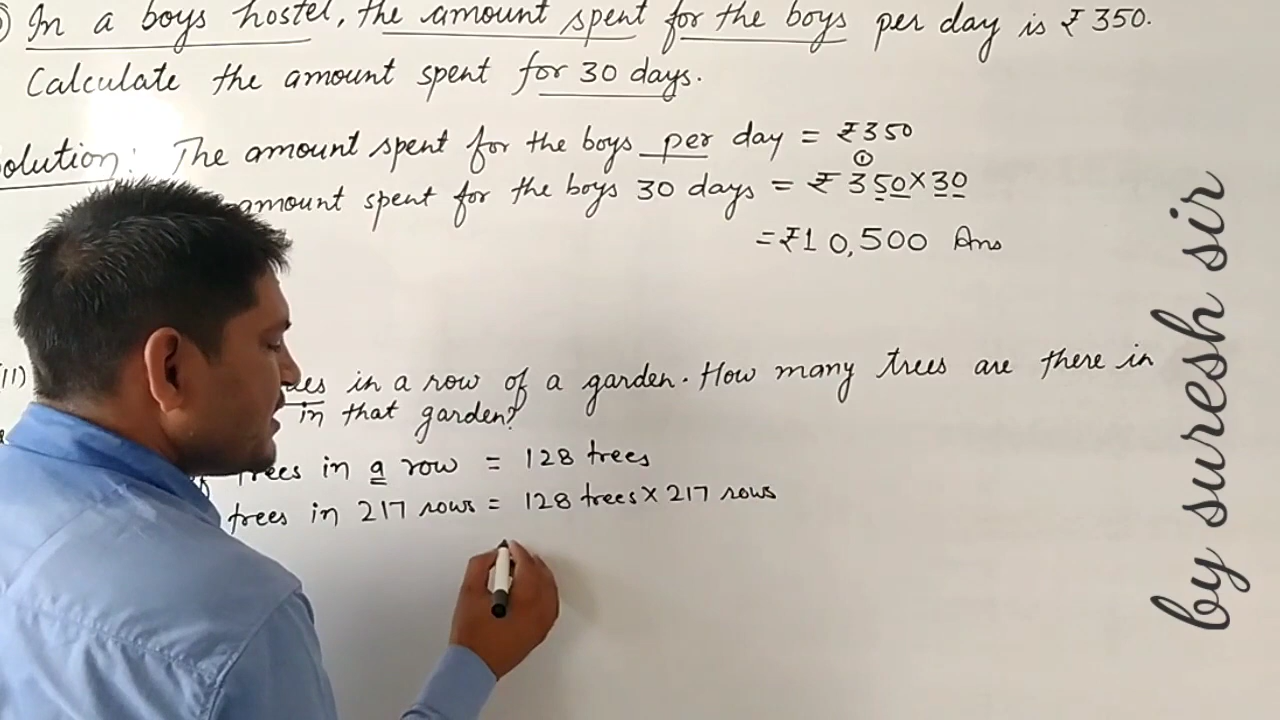 In a boys hostel, the amount spent for the boys per day is ₹350.
Calculate the amount spent for 30 days.
olution: The amount spent for the boys per day = ₹350
1
amount spent for the boys 30 days = ₹350×30
=₹10,500 Ans
11) in a row of a garden. How many trees are there in
in that garden?
trees in a row = 128 trees
trees in 217 rows = 128 trees×217 rows
by suresh sir